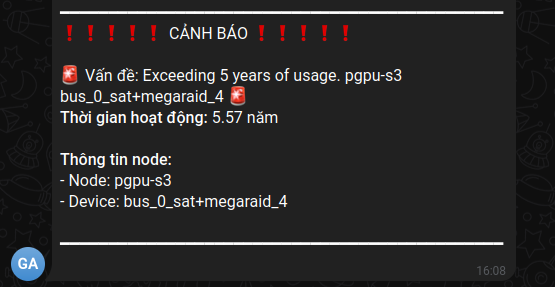 ❗❗❗❗❗ CẢNH BÁO ❗❗❗❗❗
🚨 Vấn đề: Exceeding 5 years of usage. pgpu-s3
bus_0_sat+megaraid_4 🚨
Thời gian hoạt động: 5.57 năm
Thông tin node:
- Node: pgpu-s3
- Device: bus_0_sat+megaraid_4
GA
16:08